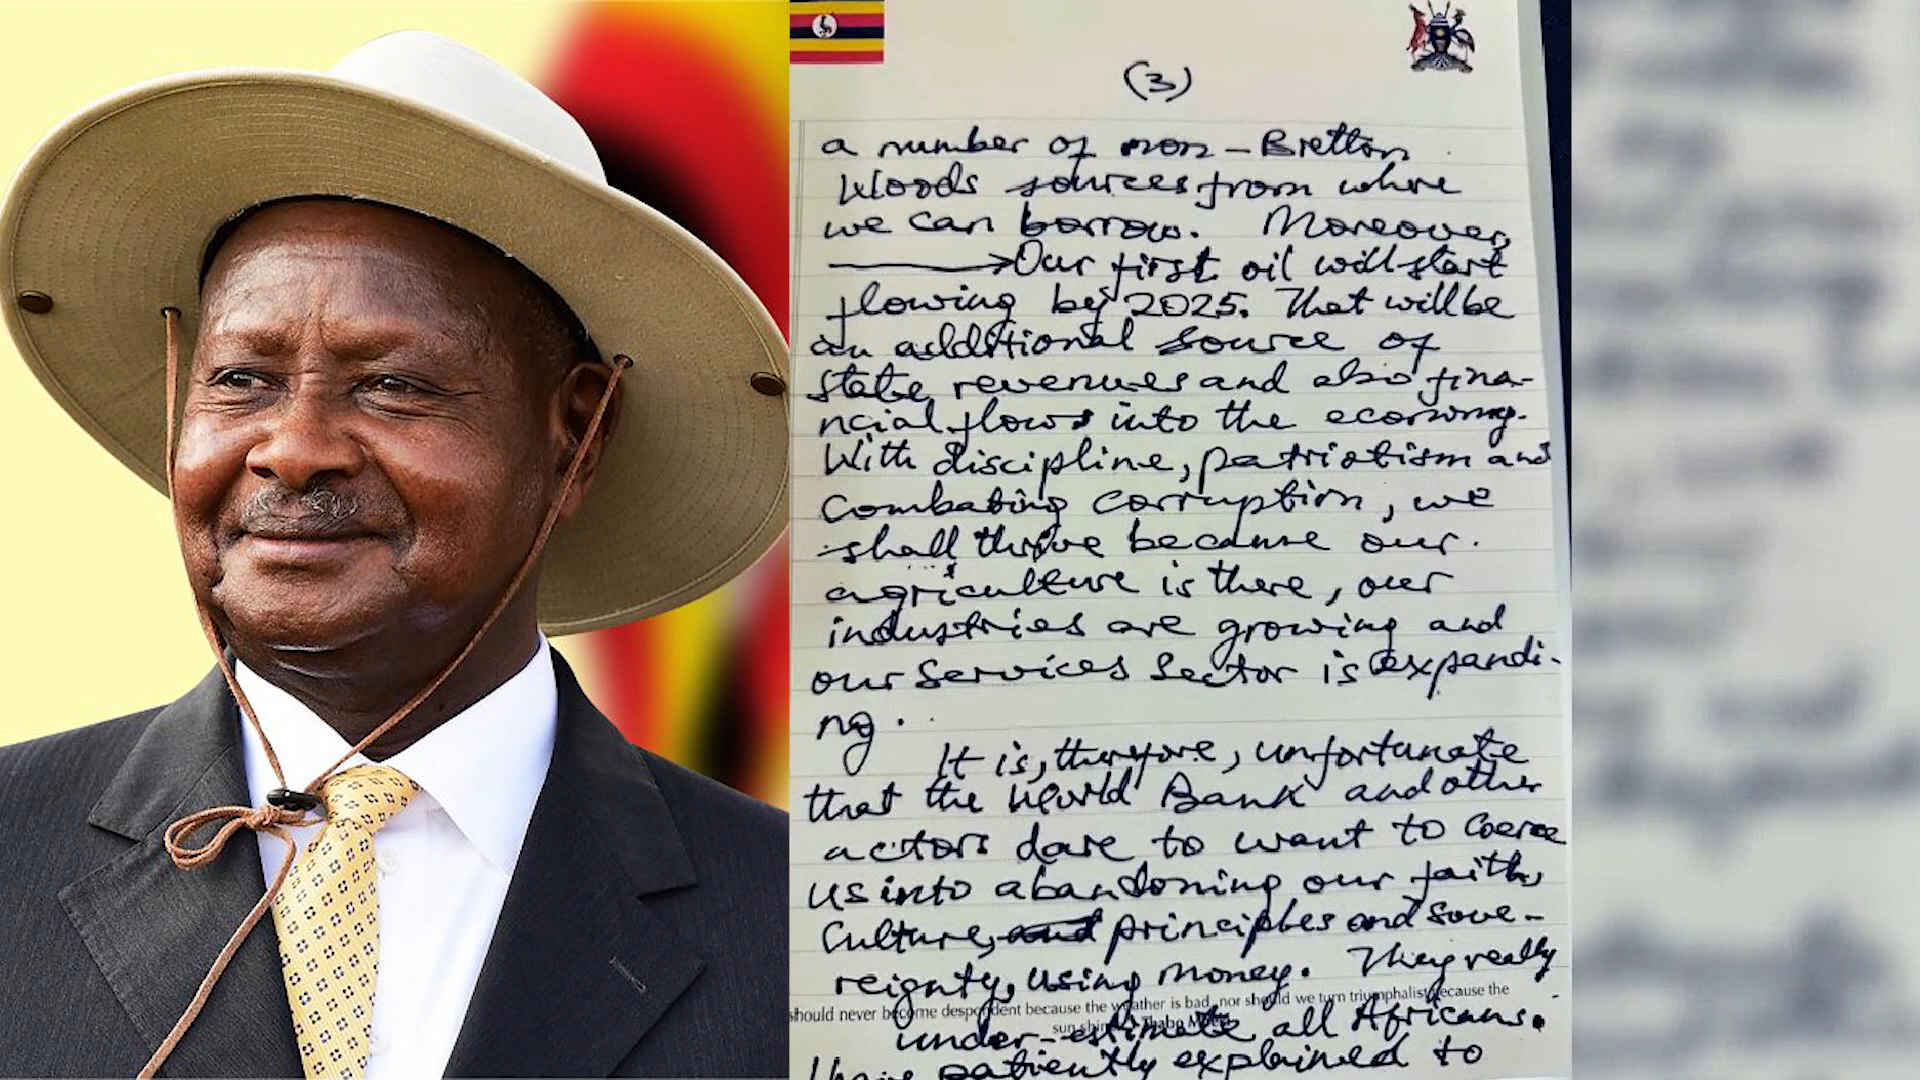 (3)
a number of non-Bretton
Woods sources from where
we can borrow. Moreover,
Our first oil will start
flowing by 2025. That will be
an additional source of
state revenues and also fina-
ncial flows into the economy.
With discipline, patriotism and
combating corruption, we
shall thrive because our
agriculture is there, our
industries are growing and
our services sector is expandi-
ng.
It is, therefore, unfortunate
that the World Bank and other
actors dare to want to coerce
us into abandoning our faith,
culture, and principles and sove-
reignty, using money. They really
should never become despondent because the weather is bad, nor should we turn triumphalist because the
sun shines Thabo
under-estimate all Africans.
I have patiently explained to